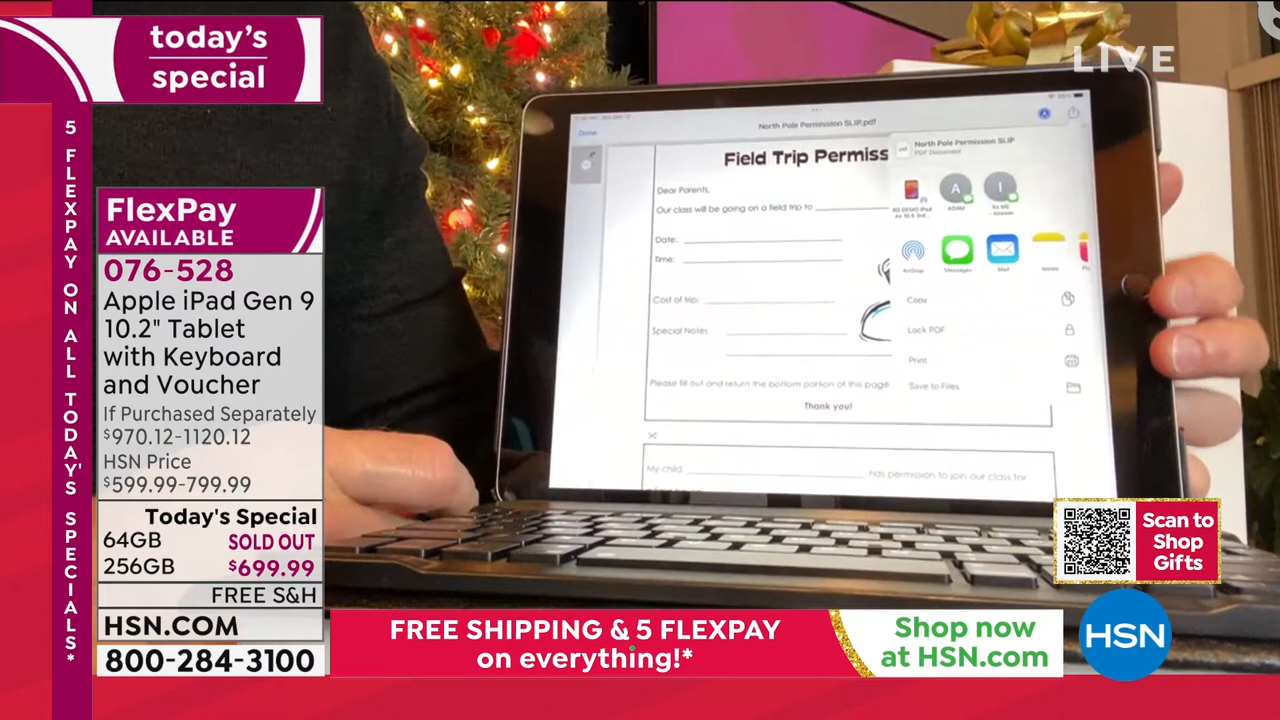 today's
special
LIVE
5 FLEXPAY ON ALL TODAY'S SPECIALS*
FlexPay
AVAILABLE
076-528
Apple iPad Gen 9
10.2" Tablet
with Keyboard
and Voucher
If Purchased Separately
$970.12-1120.12
HSN Price
$599.99-799.99
Today's Special
64GB SOLD OUT
256GB $699.99
FREE S&H
HSN.COM
800-284-3100
Done
North Pole Permission SLIP.pdf
Field Trip Permiss
Dear Parents,
Our class will be going on a field trip to
Date:
Time:
Cost of trip:
Special Notes:
Please fill out and return the bottom portion of this page
Thank you!
My child, has permission to join our class for
North Pole Permission SLIP
PDF Document
A
I
ADAM
AirDrop
Messages
Mail
Notes
Copy
Lock PDF
Print
Save to Files
Scan to
Shop
Gifts
FREE SHIPPING & 5 FLEXPAY
on everything!*
Shop now
at HSN.com
HSN